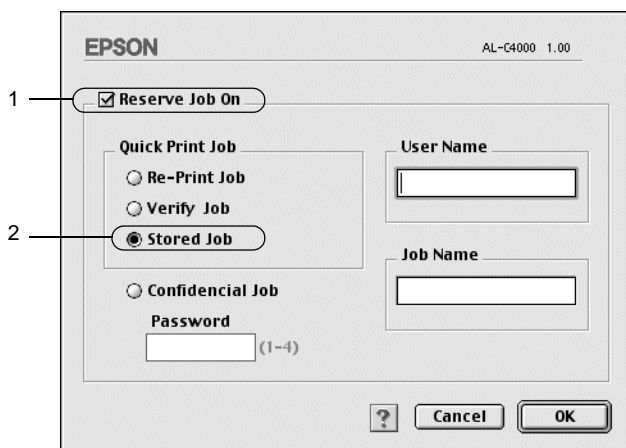 EPSON
AL-C4000 1.00
1
Reserve Job On
Quick Print Job
Re-Print Job
Verify Job
2
Stored Job
Confidencial Job
Password
(1-4)
User Name
Job Name
?
Cancel
OK